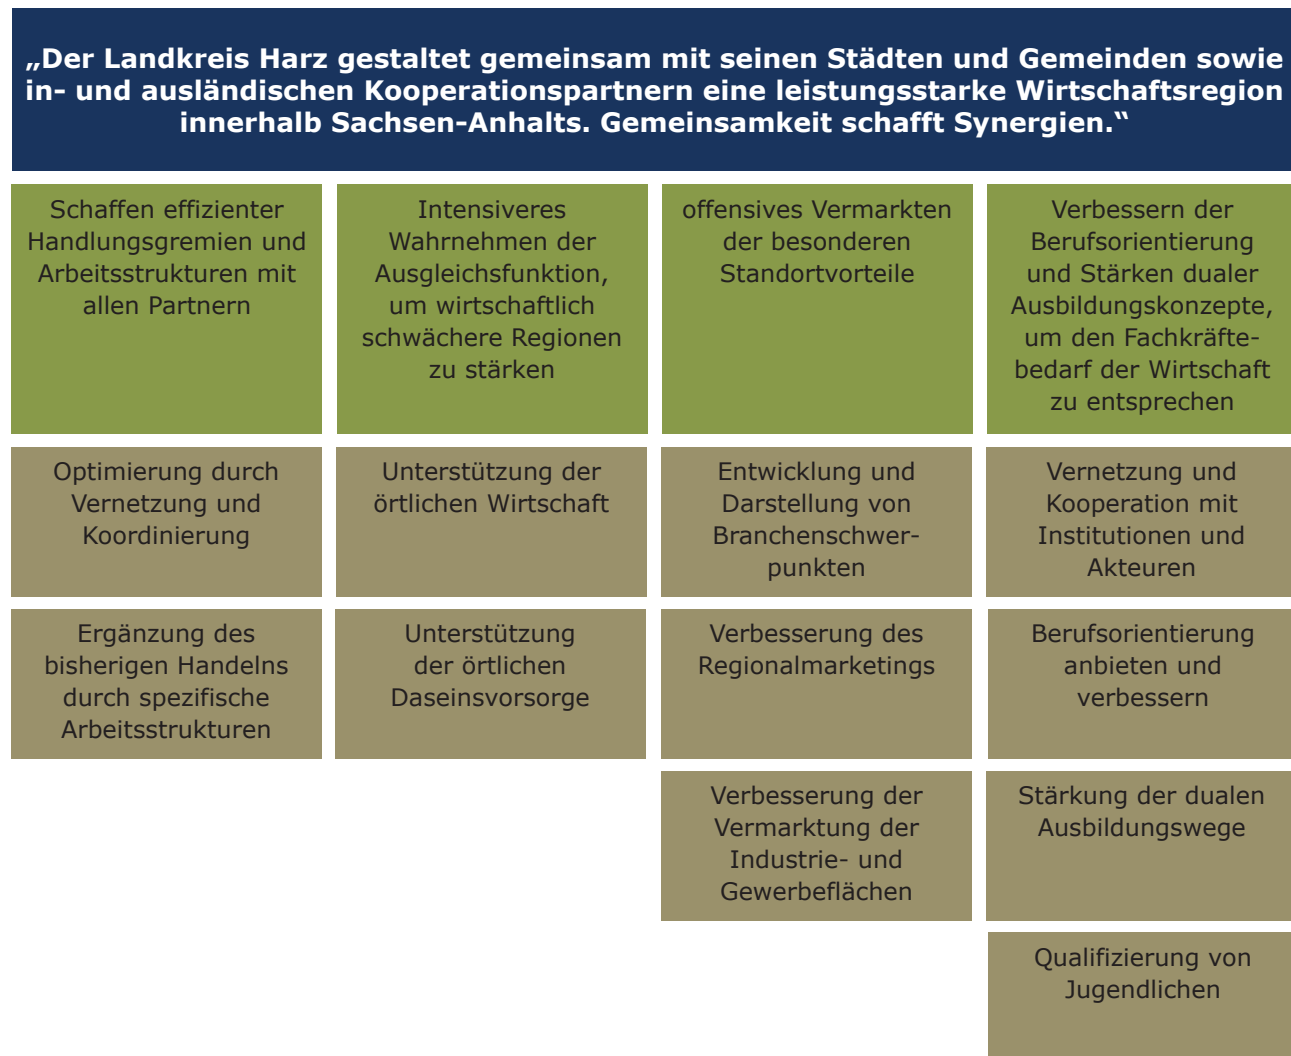 „Der Landkreis Harz gestaltet gemeinsam mit seinen Städten und Gemeinden sowie
in- und ausländischen Kooperationspartnern eine leistungsstarke Wirtschaftsregion
innerhalb Sachsen-Anhalts. Gemeinsamkeit schafft Synergien.“
Schaffen effizienter
Handlungsgremien und
Arbeitsstrukturen mit
allen Partnern
Intensiveres
Wahrnehmen der
Ausgleichsfunktion,
um wirtschaftlich
schwächere Regionen
zu stärken
offensives Vermarkten
der besonderen
Standortvorteile
Verbessern der
Berufsorientierung
und Stärken dualer
Ausbildungskonzepte,
um den Fachkräfte-
bedarf der Wirtschaft
zu entsprechen
Optimierung durch
Vernetzung und
Koordinierung
Unterstützung der
örtlichen Wirtschaft
Entwicklung und
Darstellung von
Branchenschwer-
punkten
Vernetzung und
Kooperation mit
Institutionen und
Akteuren
Ergänzung des
bisherigen Handelns
durch spezifische
Arbeitsstrukturen
Unterstützung
der örtlichen
Daseinsvorsorge
Verbesserung des
Regionalmarketings
Berufsorientierung
anbieten und
verbessern
Verbesserung der
Vermarktung der
Industrie- und
Gewerbeflächen
Stärkung der dualen
Ausbildungswege
Qualifizierung von
Jugendlichen